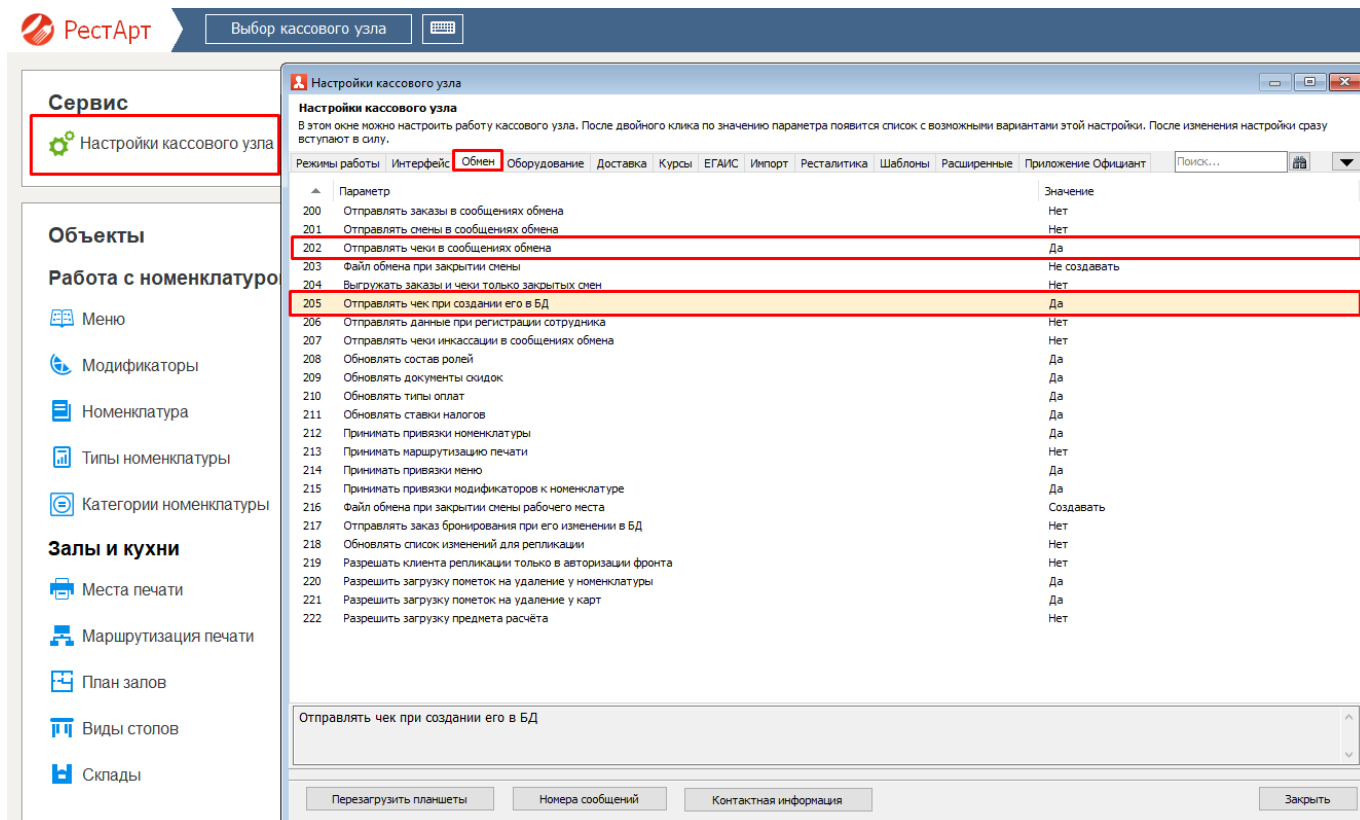 РестАрт
Выбор кассового узла
Сервис
Настройки кассового узла
Объекты
Работа с номенклатуро
Меню
Модификаторы
Номенклатура
Типы номенклатуры
Категории номенклатуры
Залы и кухни
Места печати
Маршрутизация печати
План залов
Виды столов
Склады
Настройки кассового узла
Настройки кассового узла
В этом окне можно настроить работу кассового узла. После двойного клика по значению параметра появится список с возможными вариантами этой настройки. После изменения настройки сразу
вступают в силу.
Режимы работы Интерфейс Обмен Оборудование Доставка Курсы ЕГАИС Импорт Ресталитика Шаблоны Расширенные Приложение Официант Поиск...
Параметр Значение
200 Отправлять заказы в сообщениях обмена Нет
201 Отправлять смены в сообщениях обмена Нет
202 Отправлять чеки в сообщениях обмена Да
203 Файл обмена при закрытии смены Не создавать
204 Выгружать заказы и чеки только закрытых смен Нет
205 Отправлять чек при создании его в БД Да
206 Отправлять данные при регистрации сотрудника Нет
207 Отправлять чеки инкассации в сообщениях обмена Нет
208 Обновлять состав ролей Да
209 Обновлять документы скидок Да
210 Обновлять типы оплат Да
211 Обновлять ставки налогов Да
212 Принимать привязки номенклатуры Да
213 Принимать маршрутизацию печати Нет
214 Принимать привязки меню Да
215 Принимать привязки модификаторов к номенклатуре Да
216 Файл обмена при закрытии смены рабочего места Создавать
217 Отправлять заказ бронирования при его изменении в БД Нет
218 Обновлять список изменений для репликации Нет
219 Разрешать клиента репликации только в авторизации фронта Нет
220 Разрешить загрузку пометок на удаление у номенклатуры Да
221 Разрешить загрузку пометок на удаление у карт Да
222 Разрешить загрузку предмета расчёта Нет
Отправлять чек при создании его в БД
Перезагрузить планшеты Номера сообщений Контактная информация Закрыть